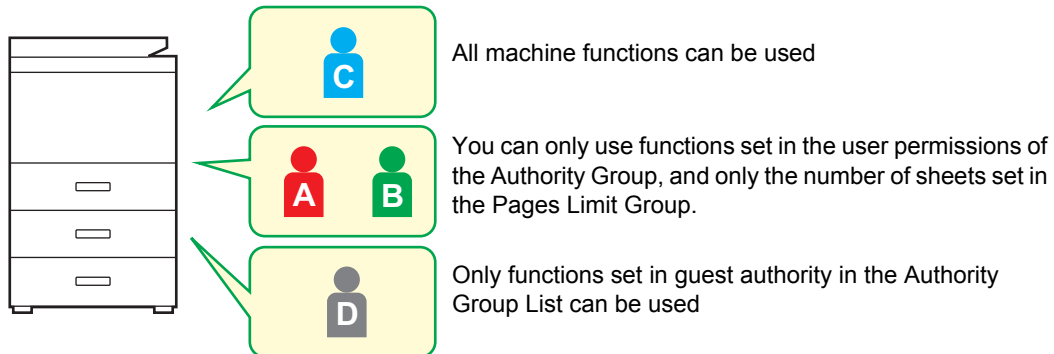 C
All machine functions can be used
A
B
You can only use functions set in the user permissions of
the Authority Group, and only the number of sheets set in
the Pages Limit Group.
D
Only functions set in guest authority in the Authority
Group List can be used